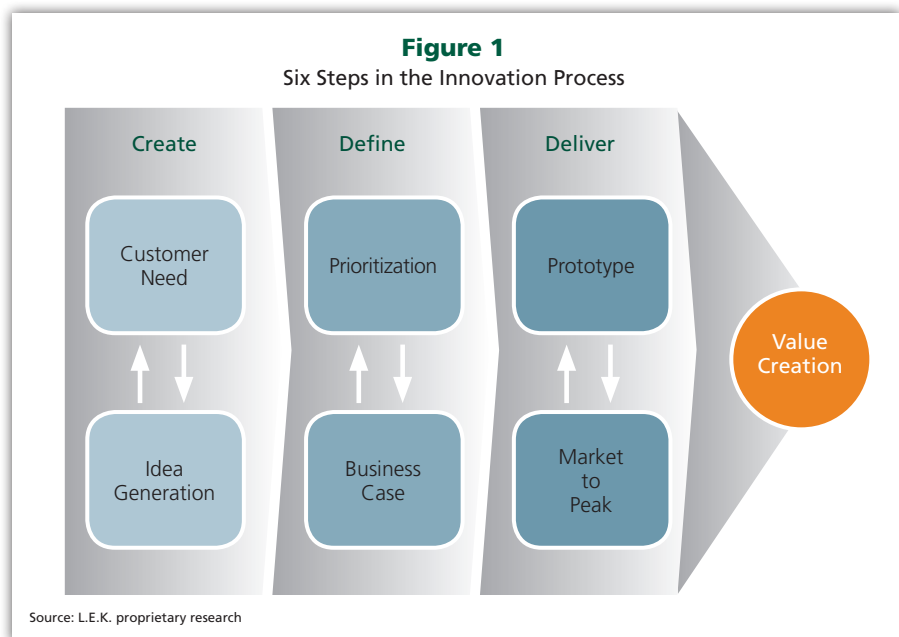 Figure 1
Six Steps in the Innovation Process
Create
Define
Deliver
Customer
Need
Prioritization
Prototype
Value
Creation
Idea
Generation
Business
Case
Market
to
Peak
Source: L.E.K. proprietary research